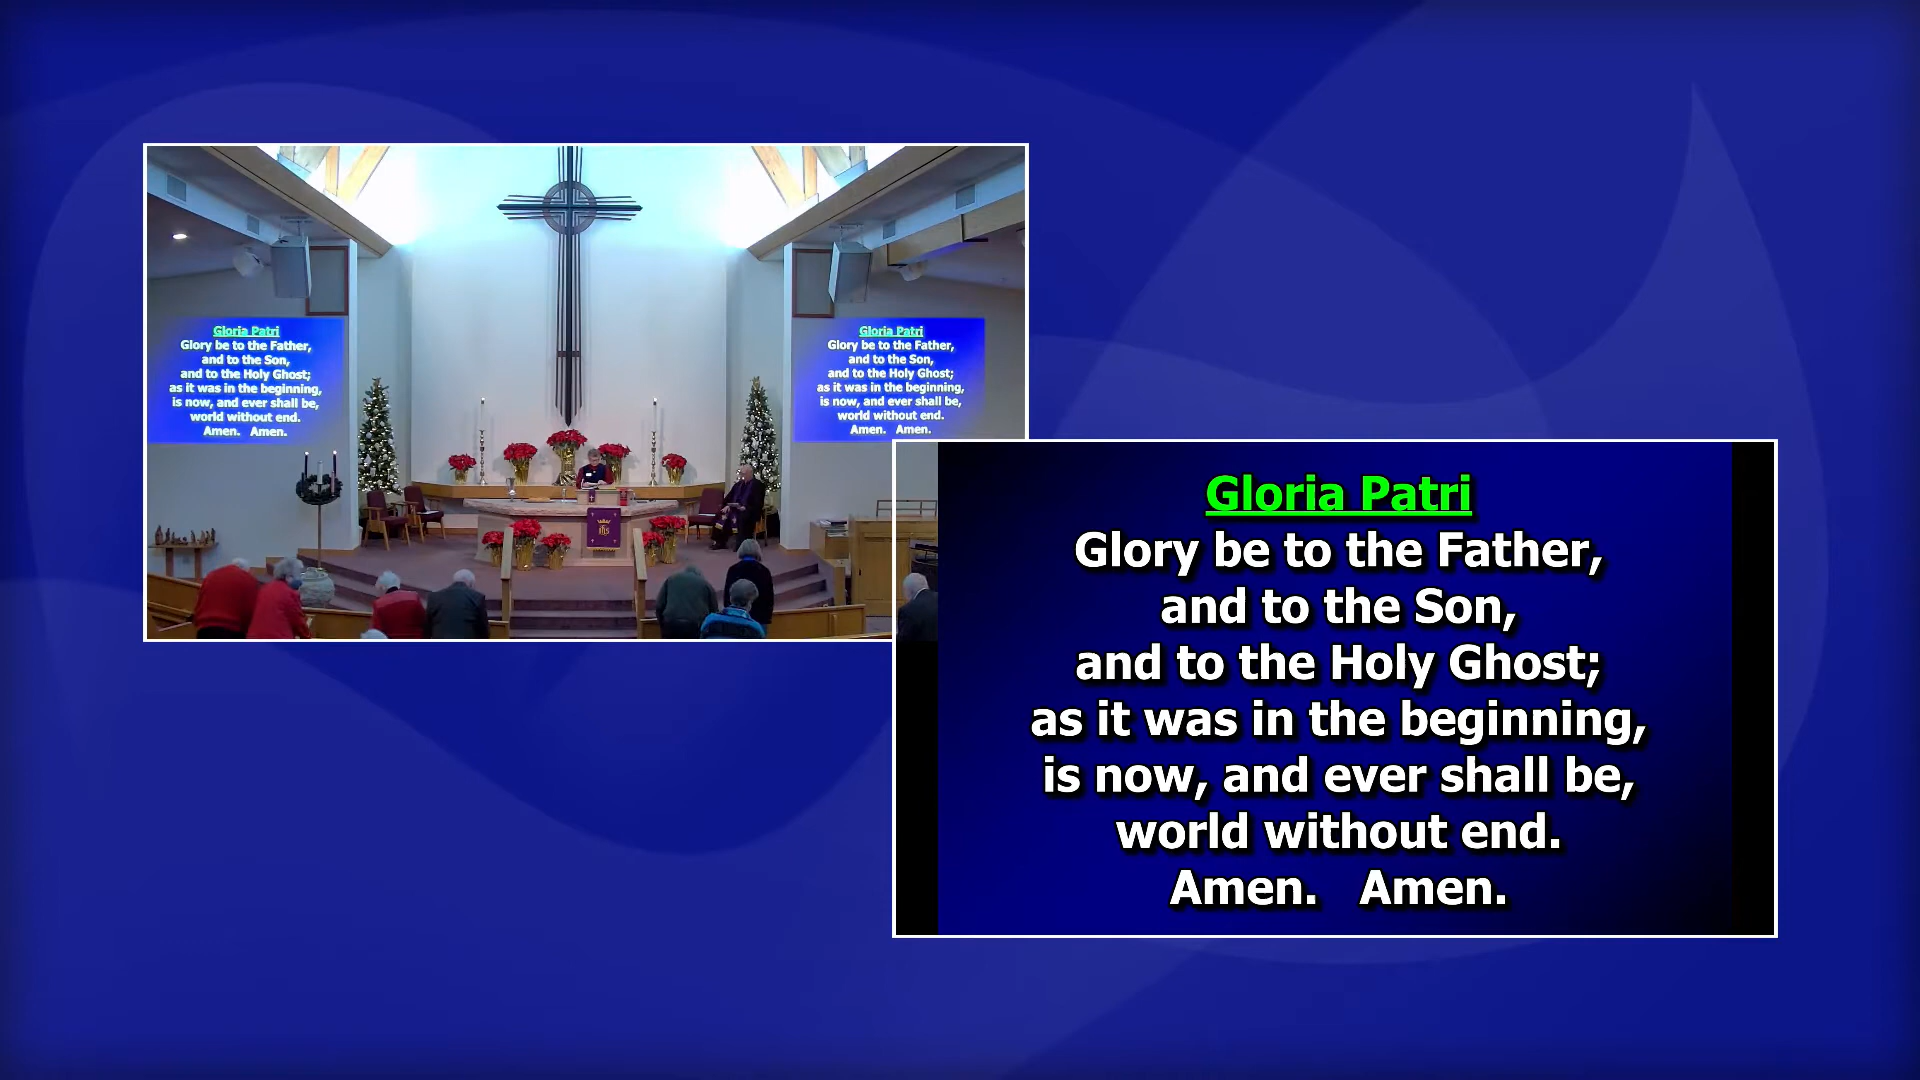 Gloria Patri
Glory be to the Father,
and to the Son,
and to the Holy Ghost;
as it was in the beginning,
is now, and ever shall be,
world without end.
Amen. Amen.
Gloria Patri
Glory be to the Father,
and to the Son,
and to the Holy Ghost;
as it was in the beginning,
is now, and ever shall be,
world without end.
Amen. Amen.
IHS
Gloria Patri
Glory be to the Father,
and to the Son,
and to the Holy Ghost;
as it was in the beginning,
is now, and ever shall be,
world without end.
Amen. Amen.